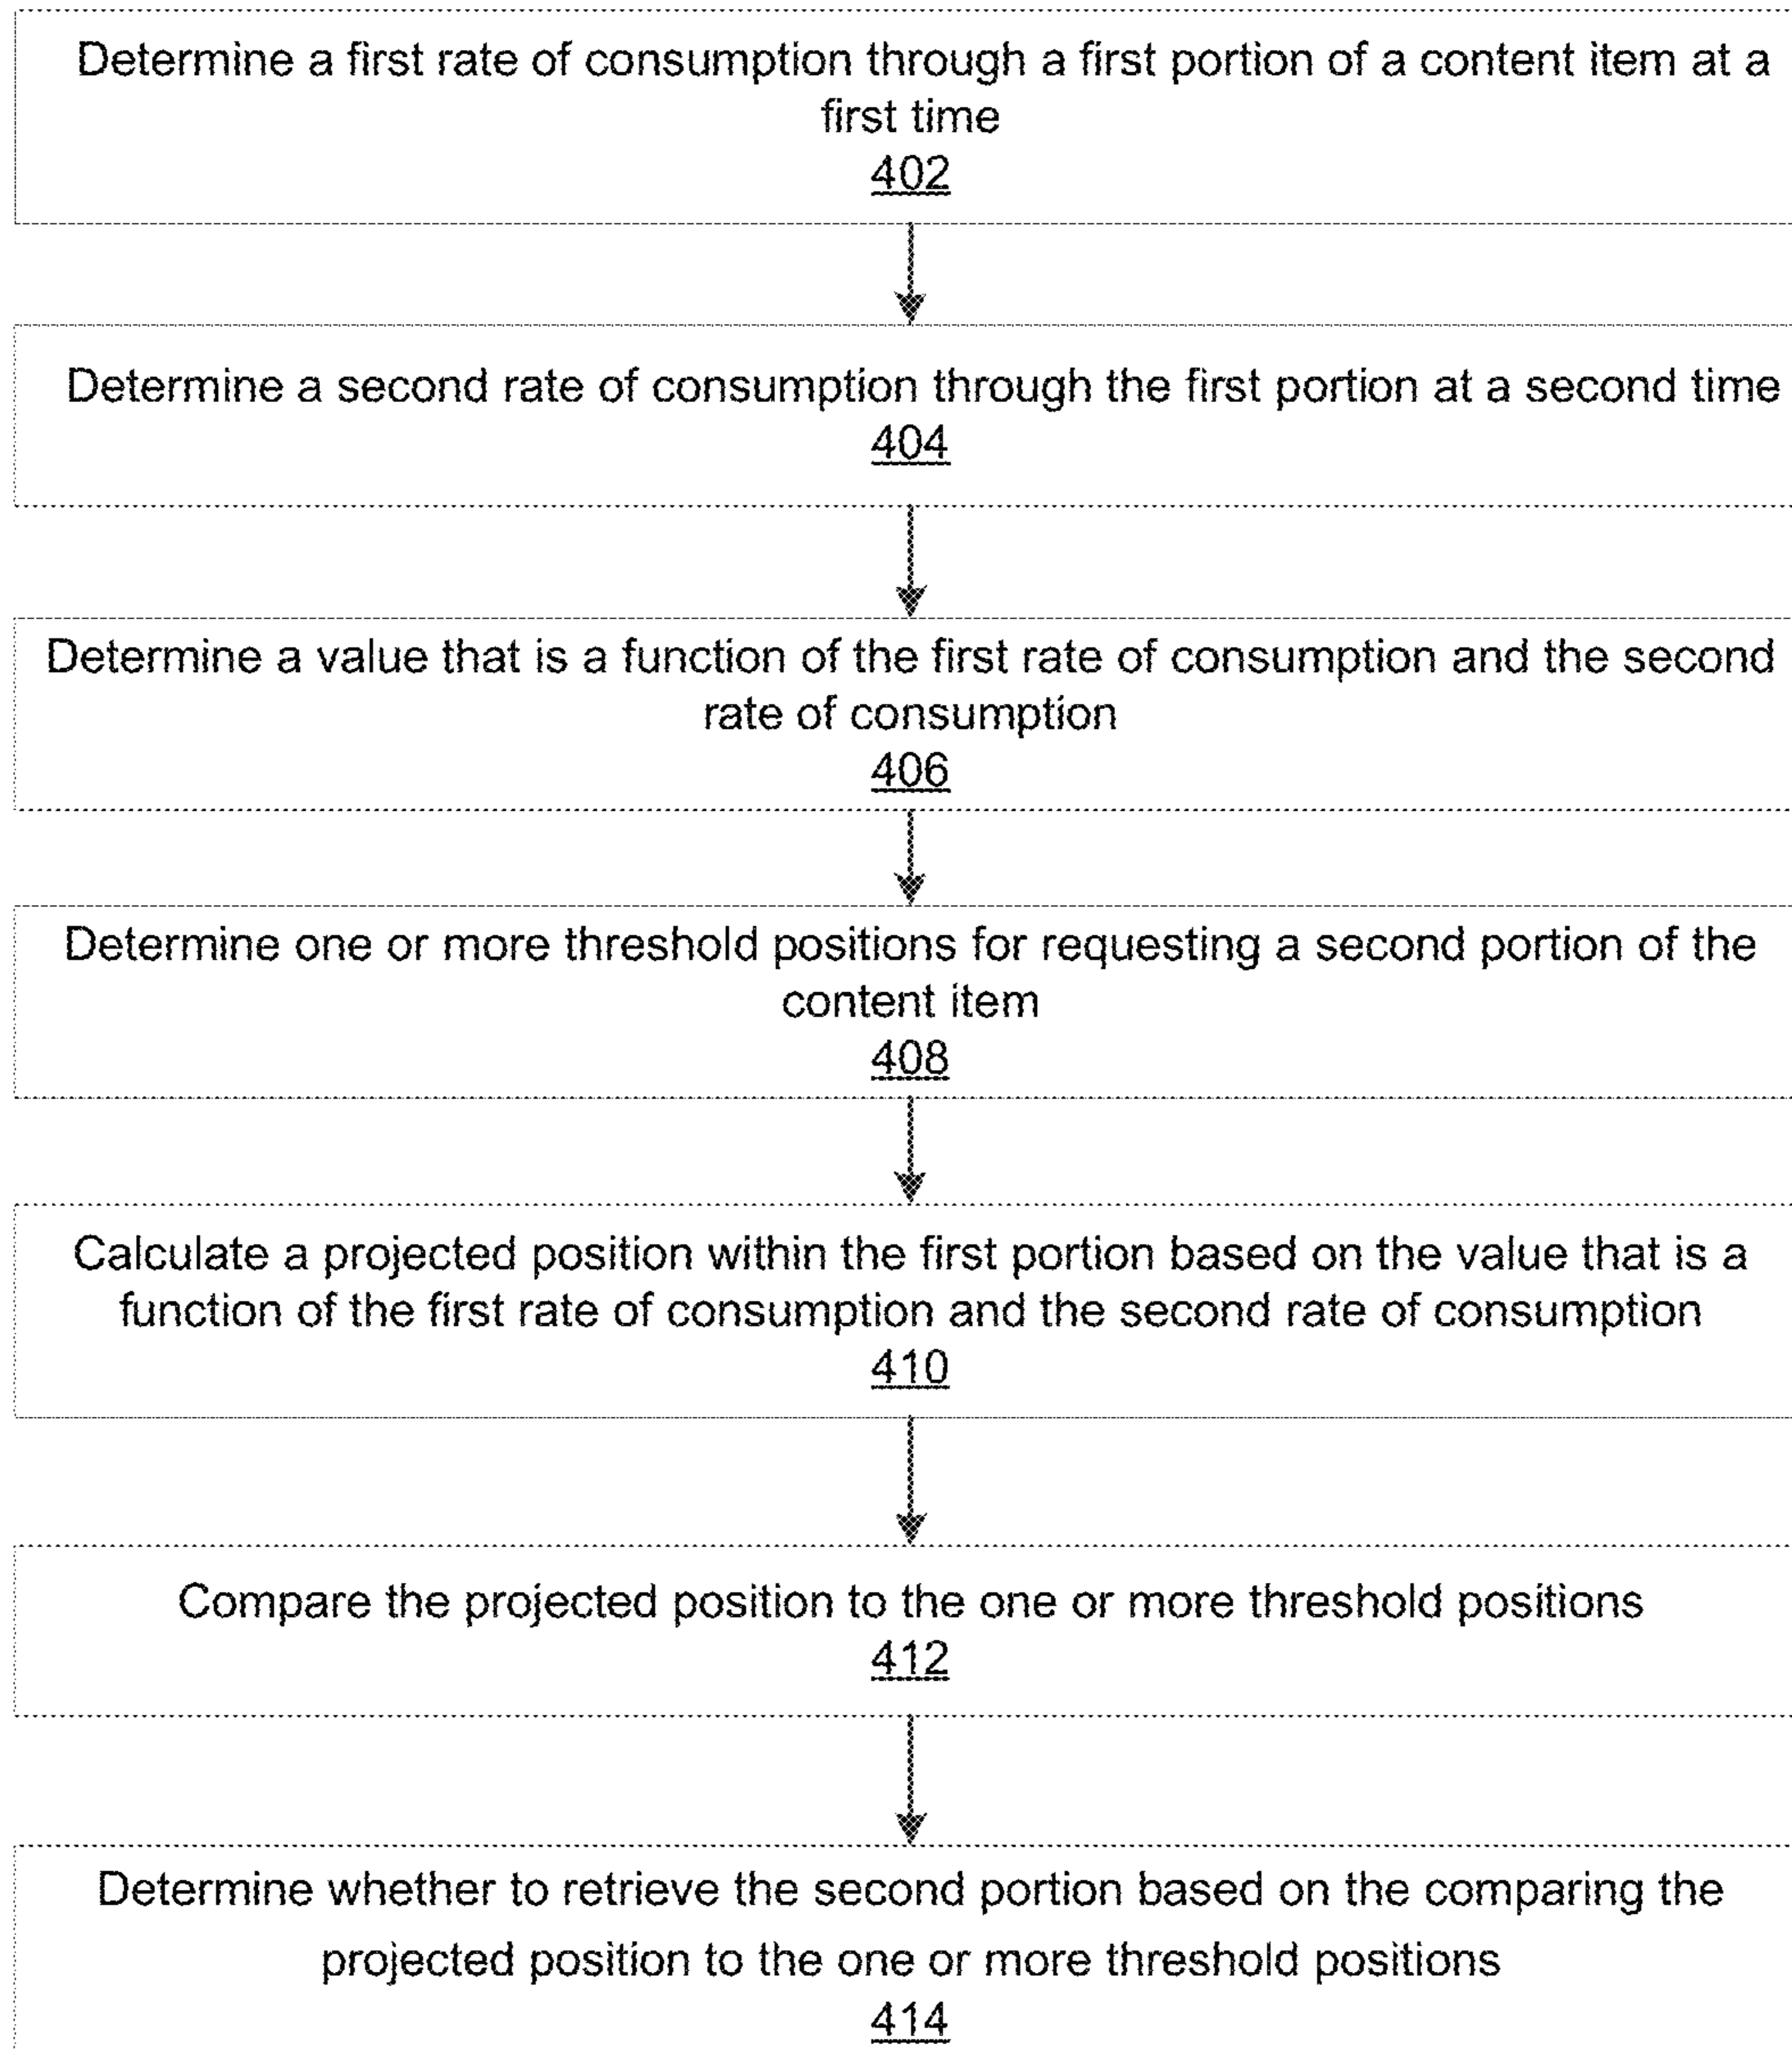 Determine a first rate of consumption through a first portion of a content item at a
first time
402
Determine a second rate of consumption through the first portion at a second time
404
Determine a value that is a function of the first rate of consumption and the second
rate of consumption
406
Determine one or more threshold positions for requesting a second portion of the
content item
408
Calculate a projected position within the first portion based on the value that is a
function of the first rate of consumption and the second rate of consumption
410
Compare the projected position to the one or more threshold positions
412
Determine whether to retrieve the second portion based on the comparing the
projected position to the one or more threshold positions
414